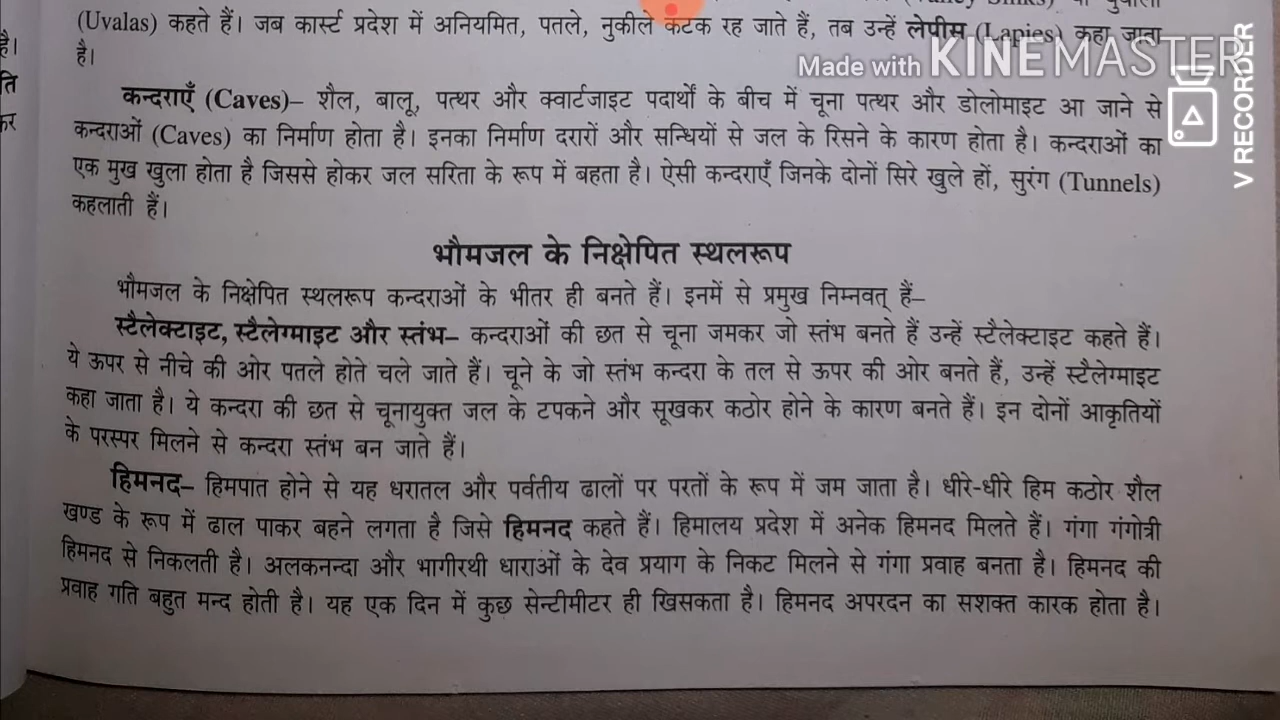 (Uvalas) कहते हैं। जब कार्स्ट प्रदेश में अनियमित, पतले, नुकीले कटक रह जाते हैं, तब उन्हें लेपीस (Lapies) कहा जाता
है।
Made with KINEMASTER
V RECORDER
है।
ति
कर
कन्दराएँ (Caves)– शैल, बालू, पत्थर और क्वार्टजाइट पदार्थों के बीच में चूना पत्थर और डोलोमाइट आ जाने से
कन्दराओं (Caves) का निर्माण होता है। इनका निर्माण दरारों और सन्धियों से जल के रिसने के कारण होता है। कन्दराओं का
एक मुख खुला होता है जिससे होकर जल सरिता के रूप में बहता है। ऐसी कन्दराएँ जिनके दोनों सिरे खुले हों, सुरंग (Tunnels)
कहलाती हैं।
भौमजल के निक्षेपित स्थलरूप
भौमजल के निक्षेपित स्थलरूप कन्दराओं के भीतर ही बनते हैं। इनमें से प्रमुख निम्नवत् हैं–
स्टैलेक्टाइट, स्टैलेग्माइट और स्तंभ– कन्दराओं की छत से चूना जमकर जो स्तंभ बनते हैं उन्हें स्टैलेक्टाइट कहते हैं।
ये ऊपर से नीचे की ओर पतले होते चले जाते हैं। चूने के जो स्तंभ कन्दरा के तल से ऊपर की ओर बनते हैं, उन्हें स्टैलेग्माइट
कहा जाता है। ये कन्दरा की छत से चूनायुक्त जल के टपकने और सूखकर कठोर होने के कारण बनते हैं। इन दोनों आकृतियों
के परस्पर मिलने से कन्दरा स्तंभ बन जाते हैं।
हिमनद– हिमपात होने से यह धरातल और पर्वतीय ढालों पर परतों के रूप में जम जाता है। धीरे-धीरे हिम कठोर शैल
खण्ड के रूप में ढाल पाकर बहने लगता है जिसे हिमनद कहते हैं। हिमालय प्रदेश में अनेक हिमनद मिलते हैं। गंगा गंगोत्री
हिमनद से निकलती है। अलकनन्दा और भागीरथी धाराओं के देव प्रयाग के निकट मिलने से गंगा प्रवाह बनता है। हिमनद की
प्रवाह गति बहुत मन्द होती है। यह एक दिन में कुछ सेन्टीमीटर ही खिसकता है। हिमनद अपरदन का सशक्त कारक होता है।